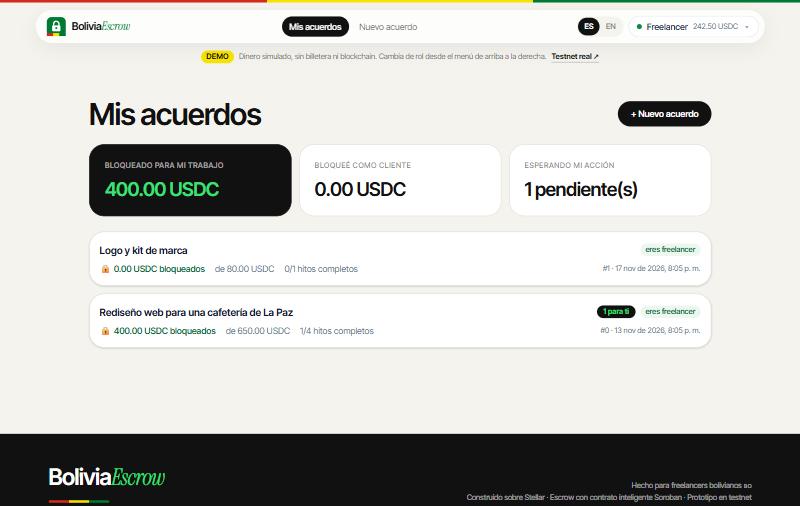 BoliviaEscrow
Mis acuerdos
Nuevo acuerdo
ES
EN
Freelancer 242.50 USDC
DEMO Dinero simulado, sin billetera ni blockchain. Cambia de rol desde el menú de arriba a la derecha. Testnet real ↗
Mis acuerdos
+ Nuevo acuerdo
BLOQUEADO PARA MI TRABAJO
400.00 USDC
BLOQUEÉ COMO CLIENTE
0.00 USDC
ESPERANDO MI ACCIÓN
1 pendiente(s)
Logo y kit de marca
eres freelancer
0.00 USDC bloqueados de 80.00 USDC 0/1 hitos completos
#1 · 17 nov de 2026, 8:05 p. m.
Rediseño web para una cafetería de La Paz
1 para ti
eres freelancer
400.00 USDC bloqueados de 650.00 USDC 1/4 hitos completos
#0 · 13 nov de 2026, 8:05 p. m.
BoliviaEscrow
Hecho para freelancers bolivianos BO
Construido sobre Stellar · Escrow con contrato inteligente Soroban · Prototipo en testnet